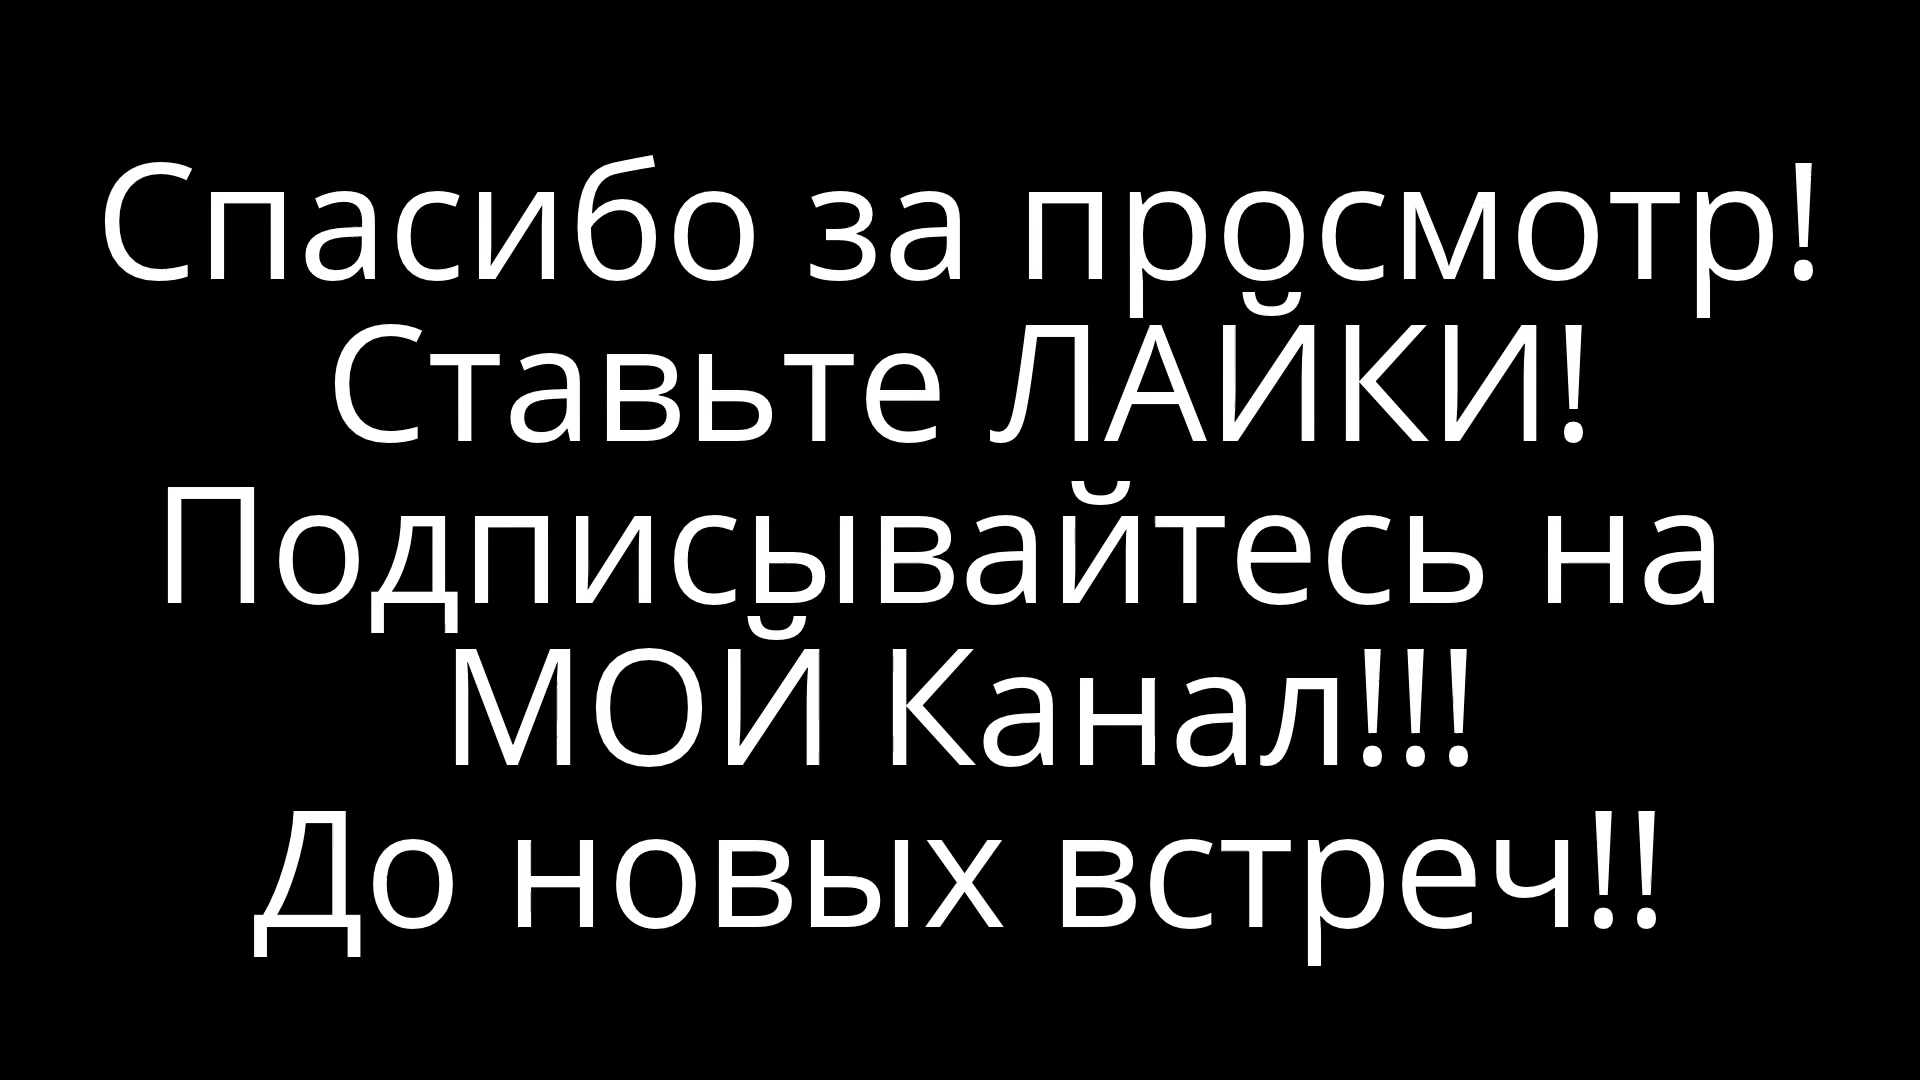 Спасибо за просмотр!
Ставьте ЛАЙКИ!
Подписывайтесь на
МОЙ Канал!!!
До новых встреч!!